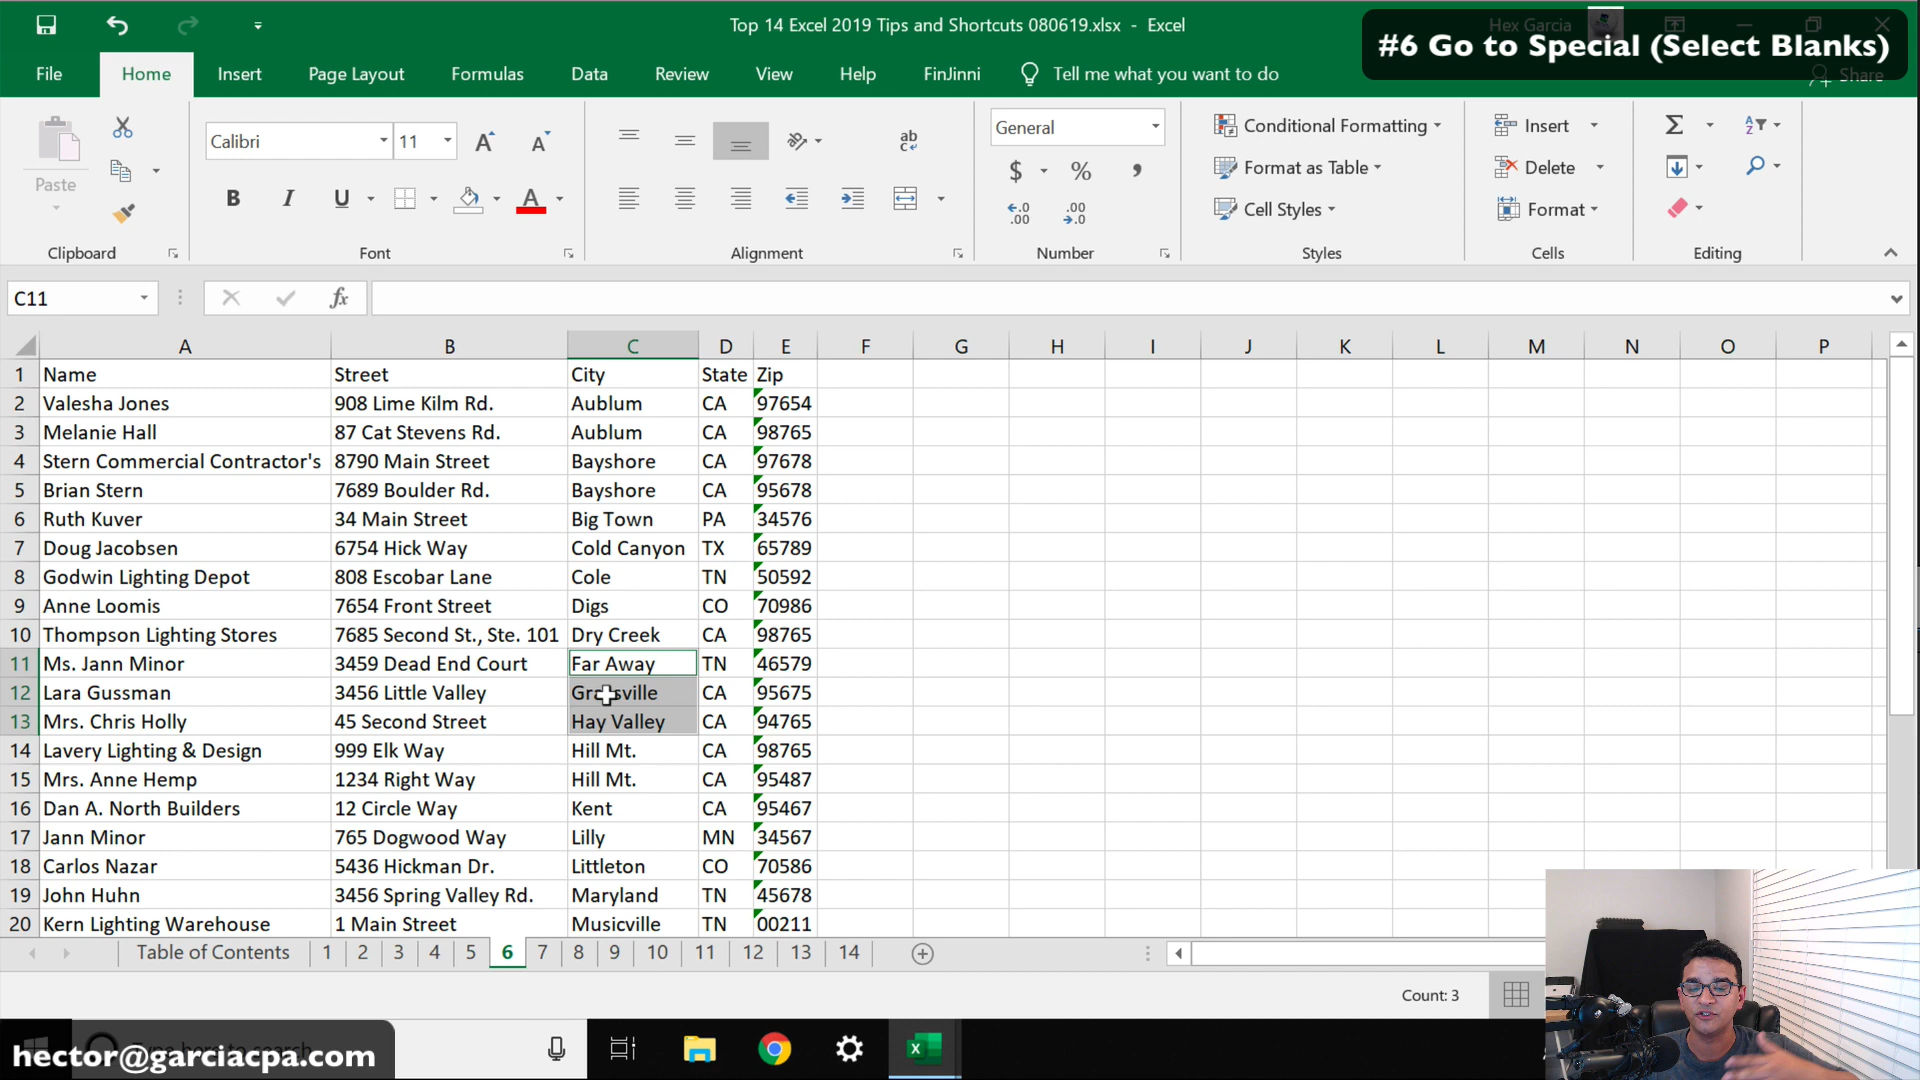 Top 14 Excel 2019 Tips and Shortcuts 080619.xlsx - Excel
Hex Garcia
#6 Go to Special (Select Blanks)
File Home Insert Page Layout Formulas Data Review View Help FinJinni Tell me what you want to do Share
Paste
Clipboard
Calibri 11
Font
Alignment
General
Number
Conditional Formatting
Format as Table
Cell Styles
Styles
Insert
Delete
Format
Cells
Editing
C11
A B C D E F G H I J K L M N O P
1 Name Street City State Zip
2 Valesha Jones 908 Lime Kilm Rd. Aublum CA 97654
3 Melanie Hall 87 Cat Stevens Rd. Aublum CA 98765
4 Stern Commercial Contractor's 8790 Main Street Bayshore CA 97678
5 Brian Stern 7689 Boulder Rd. Bayshore CA 95678
6 Ruth Kuver 34 Main Street Big Town PA 34576
7 Doug Jacobsen 6754 Hick Way Cold Canyon TX 65789
8 Godwin Lighting Depot 808 Escobar Lane Cole TN 50592
9 Anne Loomis 7654 Front Street Digs CO 70986
10 Thompson Lighting Stores 7685 Second St., Ste. 101 Dry Creek CA 98765
11 Ms. Jann Minor 3459 Dead End Court Far Away TN 46579
12 Lara Gussman 3456 Little Valley CA 95675
13 Mrs. Chris Holly 45 Second Street Hay Valley CA 94765
14 Lavery Lighting & Design 999 Elk Way Hill Mt. CA 98765
15 Mrs. Anne Hemp 1234 Right Way Hill Mt. CA 95487
16 Dan A. North Builders 12 Circle Way Kent CA 95467
17 Jann Minor 765 Dogwood Way Lilly MN 34567
18 Carlos Nazar 5436 Hickman Dr. Littleton CO 70586
19 John Huhn 3456 Spring Valley Rd. Maryland TN 45678
20 Kern Lighting Warehouse 1 Main Street Musicville TN 00211
Table of Contents 1 2 3 4 5 6 7 8 9 10 11 12 13 14
Count: 3
hector@garciacpa.com